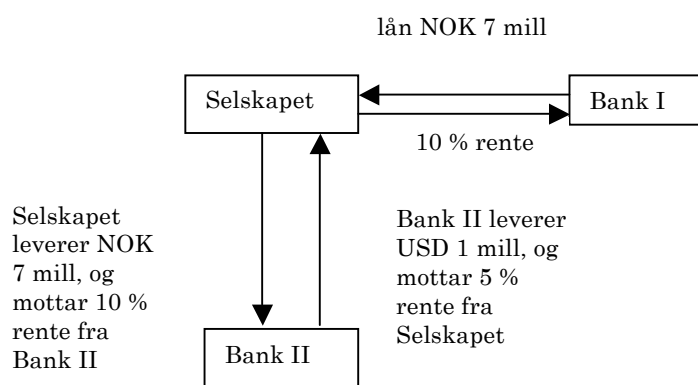 lån NOK 7 mill
Selskapet
Bank I
10 % rente
Selskapet
leverer NOK
7 mill, og
mottar 10 %
rente fra
Bank II
Bank II leverer
USD 1 mill, og
mottar 5 %
rente fra
Selskapet
Bank II